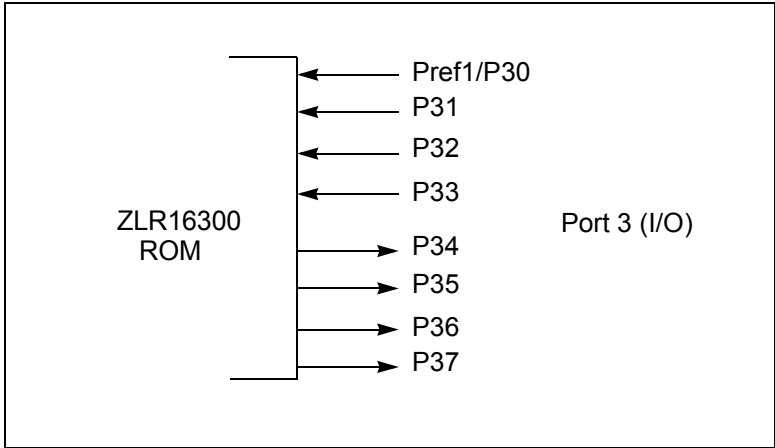 Pref1/P30
P31
P32
P33
ZLR16300
ROM
Port 3 (I/O)
P34
P35
P36
P37